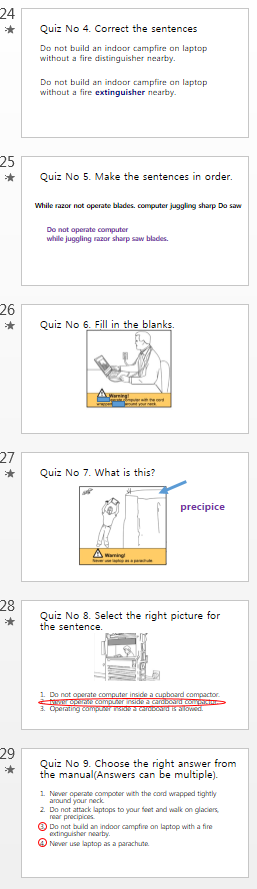 24
Quiz No 4. Correct the sentences
Do not build an indoor campfire on laptop
without a fire distinguisher nearby.
Do not build an indoor campfire on laptop
without a fire extinguisher nearby.
25
Quiz No 5. Make the sentences in order.
While razor not operate blades. computer juggling sharp Do saw
Do not operate computer
while juggling razor sharp saw blades.
26
Quiz No 6. Fill in the blanks.
Warning!
computer with the cord
around your neck.
27
Quiz No 7. What is this?
precipice
Warning!
Never use laptop as a parachute.
28
Quiz No 8. Select the right picture for
the sentence.
1. Do not operate computer inside a cupboard compactor.
2. Never operate computer inside a cardboard compactor.
3. Operating computer inside a cardboard is allowed.
29
Quiz No 9. Choose the right answer from
the manual(Answers can be multiple).
1. Never operate compoter with the cord wrapped tightly
around your neck.
2. Do not attack laptops to your feet and walk on glaciers,
rear precipices.
3 Do not build an indoor campfire on laptop with a fire
extinguisher nearby.
4 Never use laptop as a parachute.